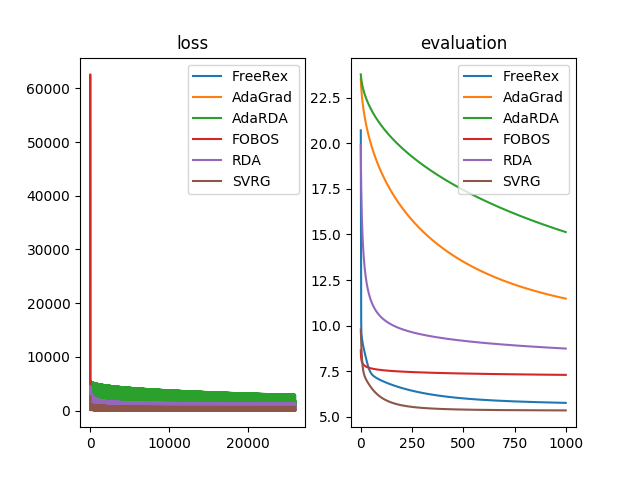 loss
60000
50000
40000
30000
20000
10000
0
0
10000
20000
FreeRex
AdaGrad
AdaRDA
FOBOS
RDA
SVRG
evaluation
22.5
20.0
17.5
15.0
12.5
10.0
7.5
5.0
0
250
500
750
1000
FreeRex
AdaGrad
AdaRDA
FOBOS
RDA
SVRG